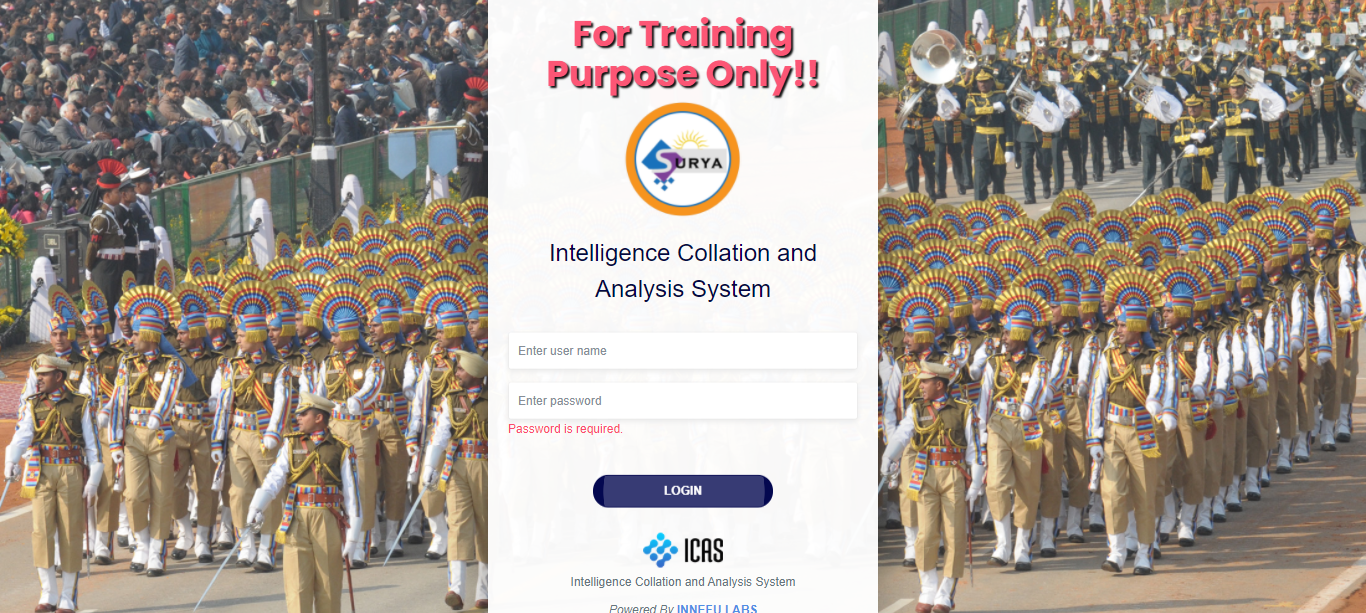 For Training
Purpose Only!!
SURYA
Intelligence Collation and
Analysis System
Enter user name
Enter password
Password is required.
LOGIN
ICAS
Intelligence Collation and Analysis System
Powered By INNEFU LABS